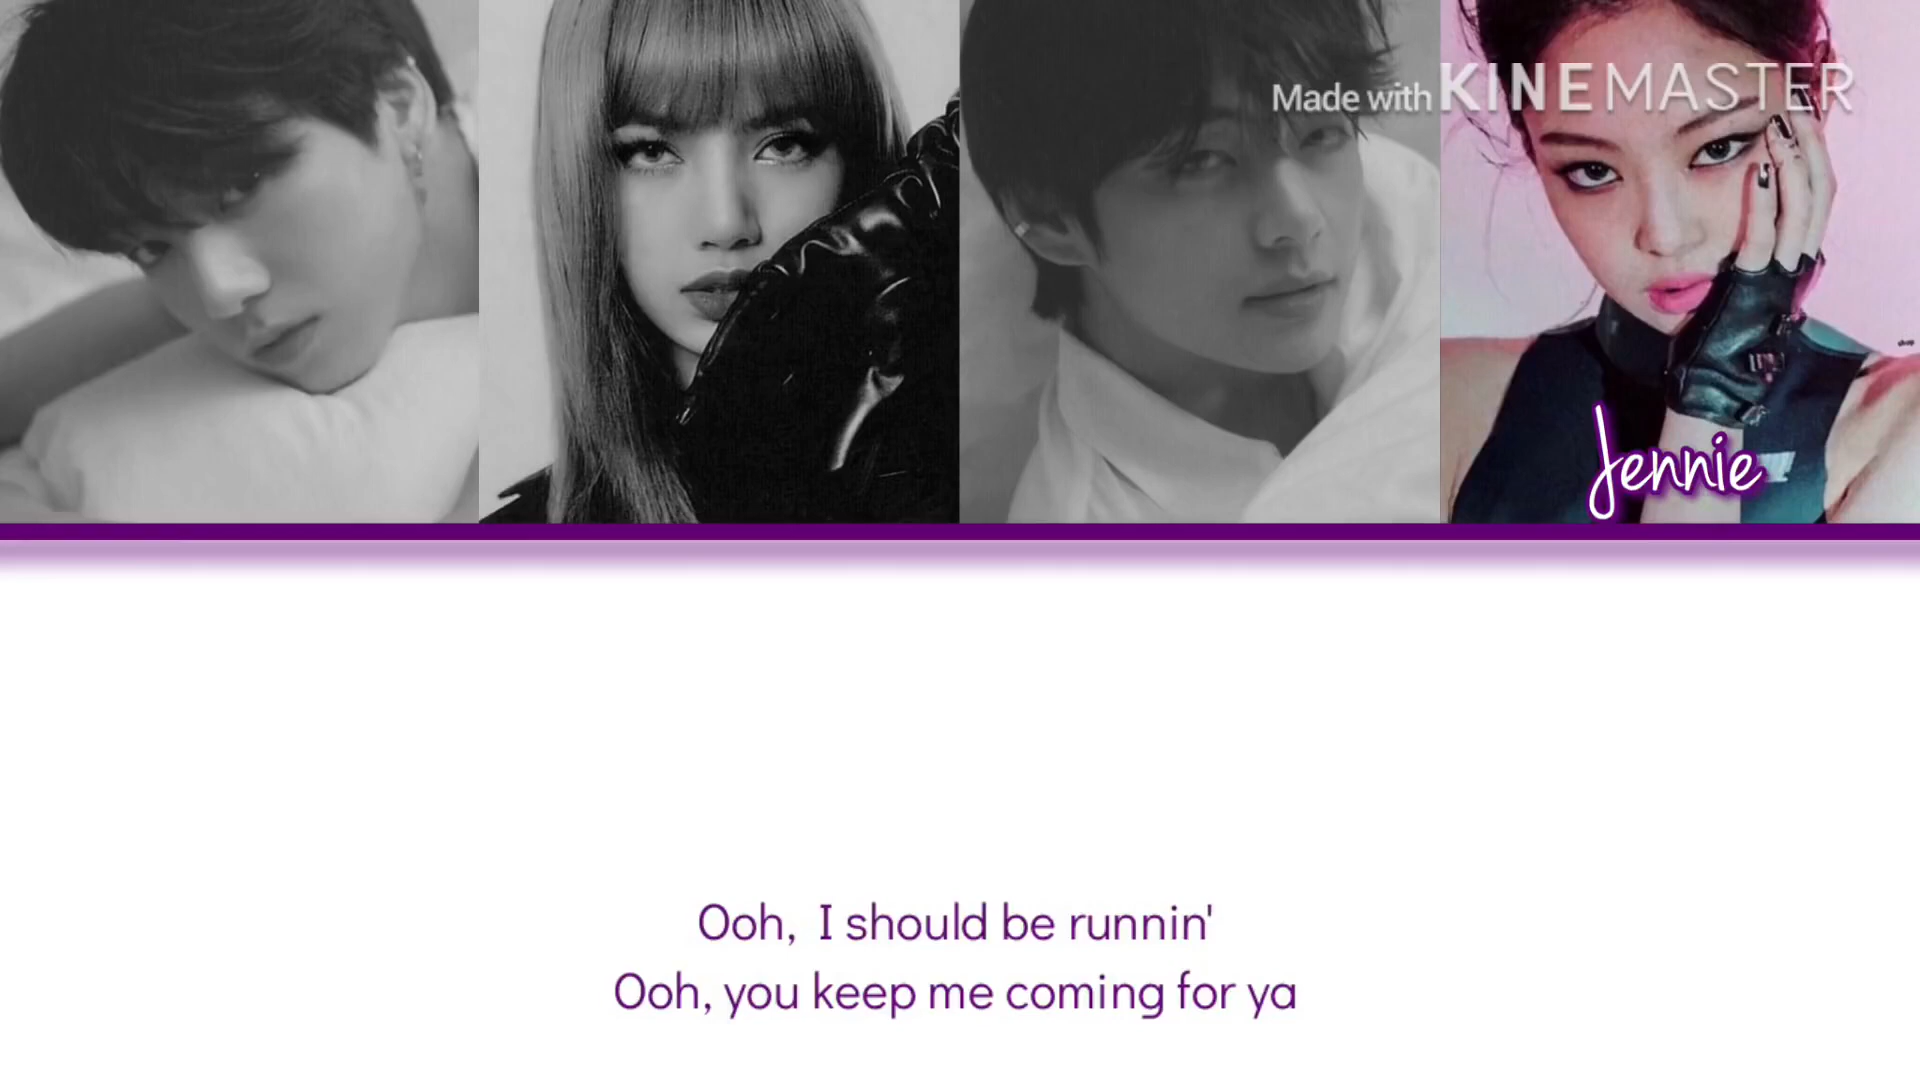 Made with KINEMASTER
Jennie
Ooh, I should be runnin'
Ooh, you keep me coming for ya